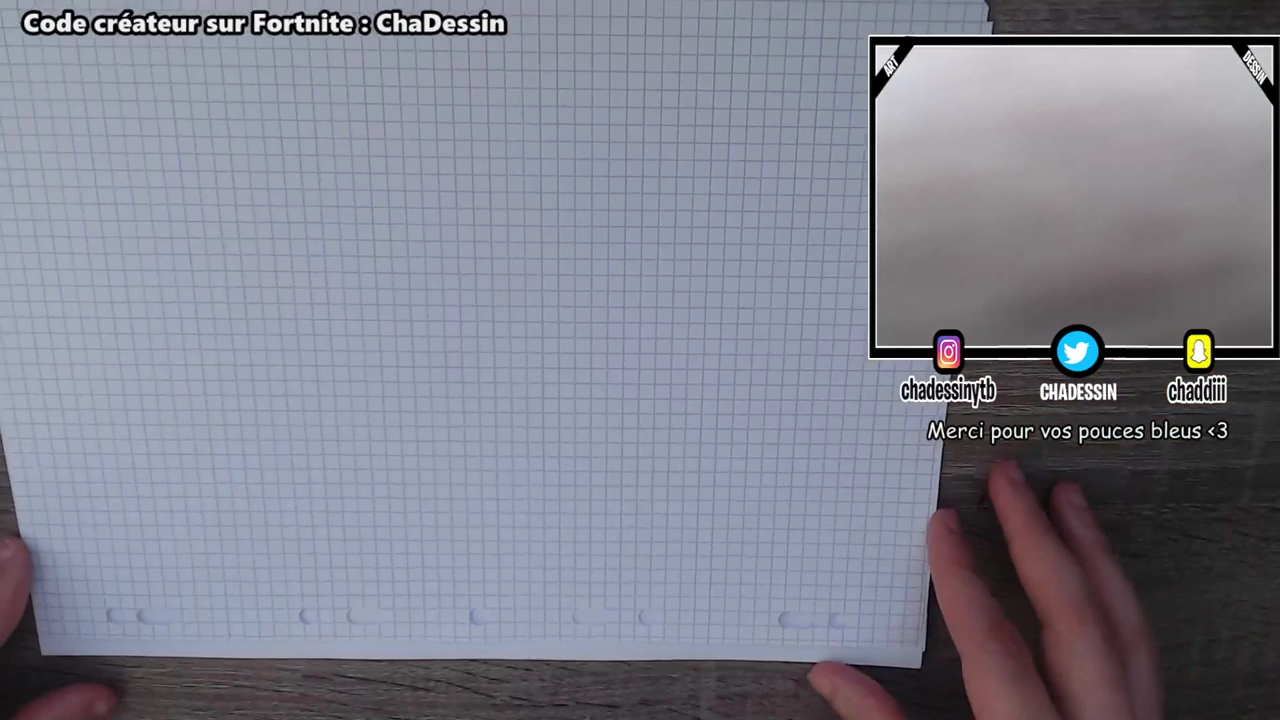 Code créateur sur Fortnite : ChaDessin
ART
DESSIN
chadessinytb
CHADESSIN
chaddiii
Merci pour vos pouces bleus <3